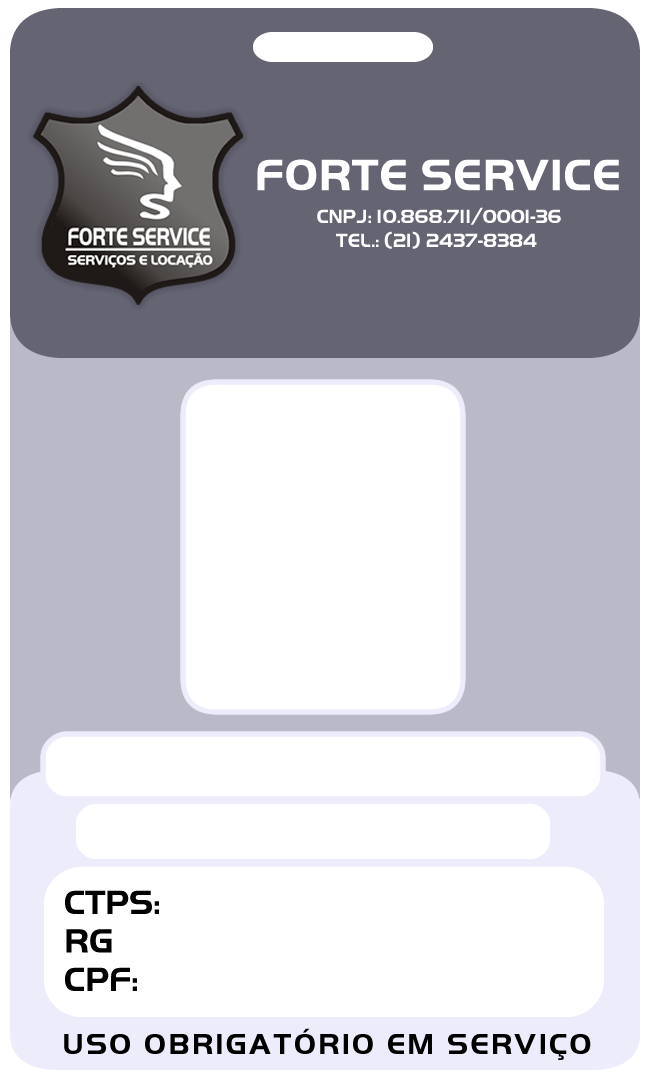 FORTE SERVICE
SERVIÇOS E LOCAÇÃO
FORTE SERVICE
CNPJ: 10.868.711/0001-36
TEL.: (21) 2437-8384
CTPS:
RG
CPF:
USO OBRIGATÓRIO EM SERVIÇO